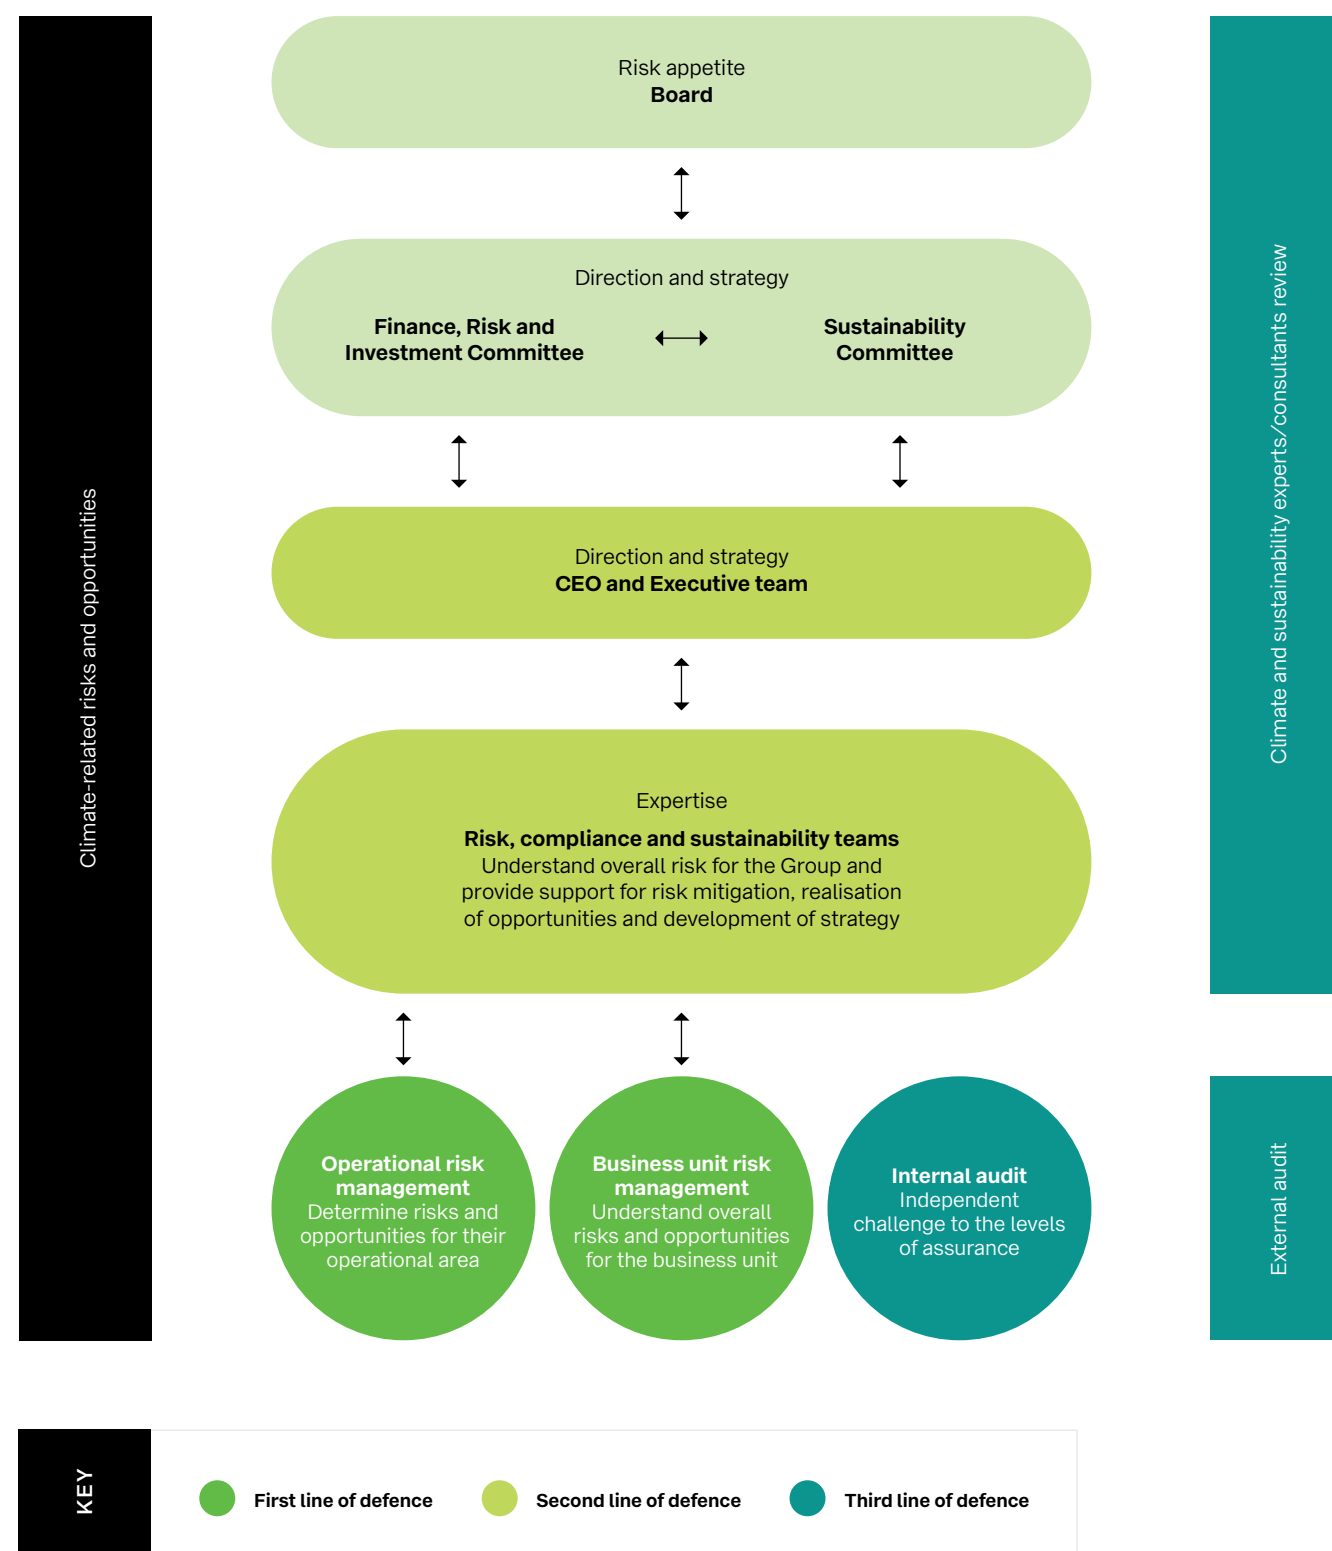 Climate-related risks and opportunities
Risk appetite
Board
Direction and strategy
Finance, Risk and
Investment Committee
Sustainability
Committee
Direction and strategy
CEO and Executive team
Expertise
Risk, compliance and sustainability teams
Understand overall risk for the Group and
provide support for risk mitigation, realisation
of opportunities and development of strategy
Operational risk
management
Determine risks and
opportunities for their
operational area
Business unit risk
management
Understand overall
risks and opportunities
for the business unit
Internal audit
Independent
challenge to the levels
of assurance
Climate and sustainability experts/consultants review
External audit
KEY
First line of defence
Second line of defence
Third line of defence